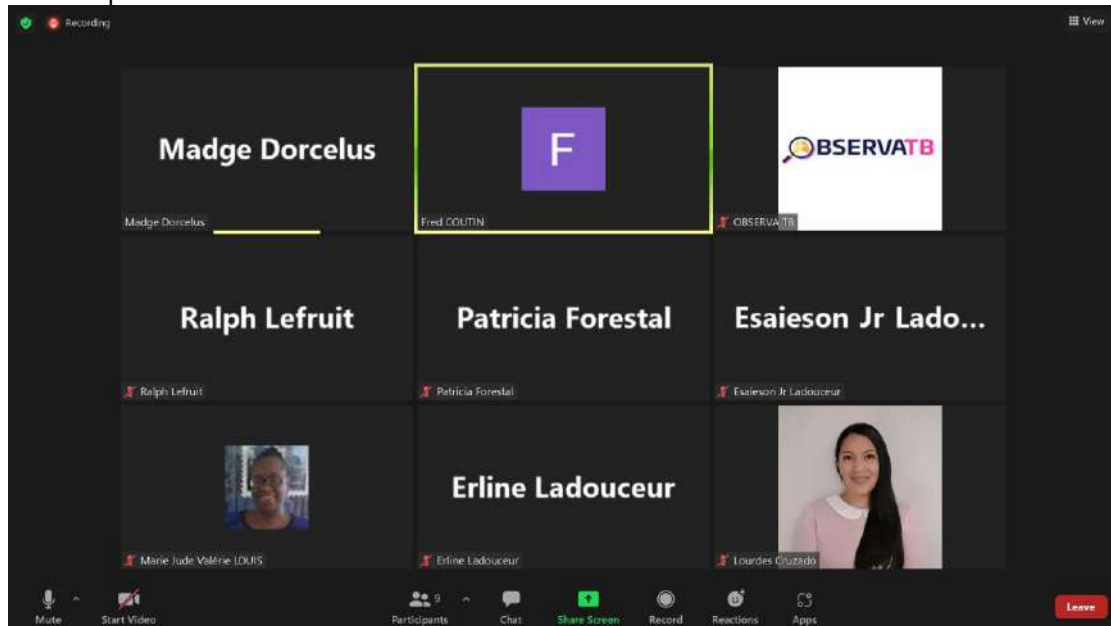 Recording
View
Madge Dorcelus
Madge Dorcelus
F
Fred COUTIN
OBSERVATB
OBSERVA TB
Ralph Lefruit
Ralph Lefruit
Patricia Forestal
Patricia Forestal
Esaieson Jr Lado...
Esaieson Jr Ladouceur
Marie Jude Valérie LOUIS
Erline Ladouceur
Erline Ladouceur
Lourdes Cruzado
Mute
Start Video
Participants
9
Chat
Share Screen
Record
Reactions
Apps
Leave